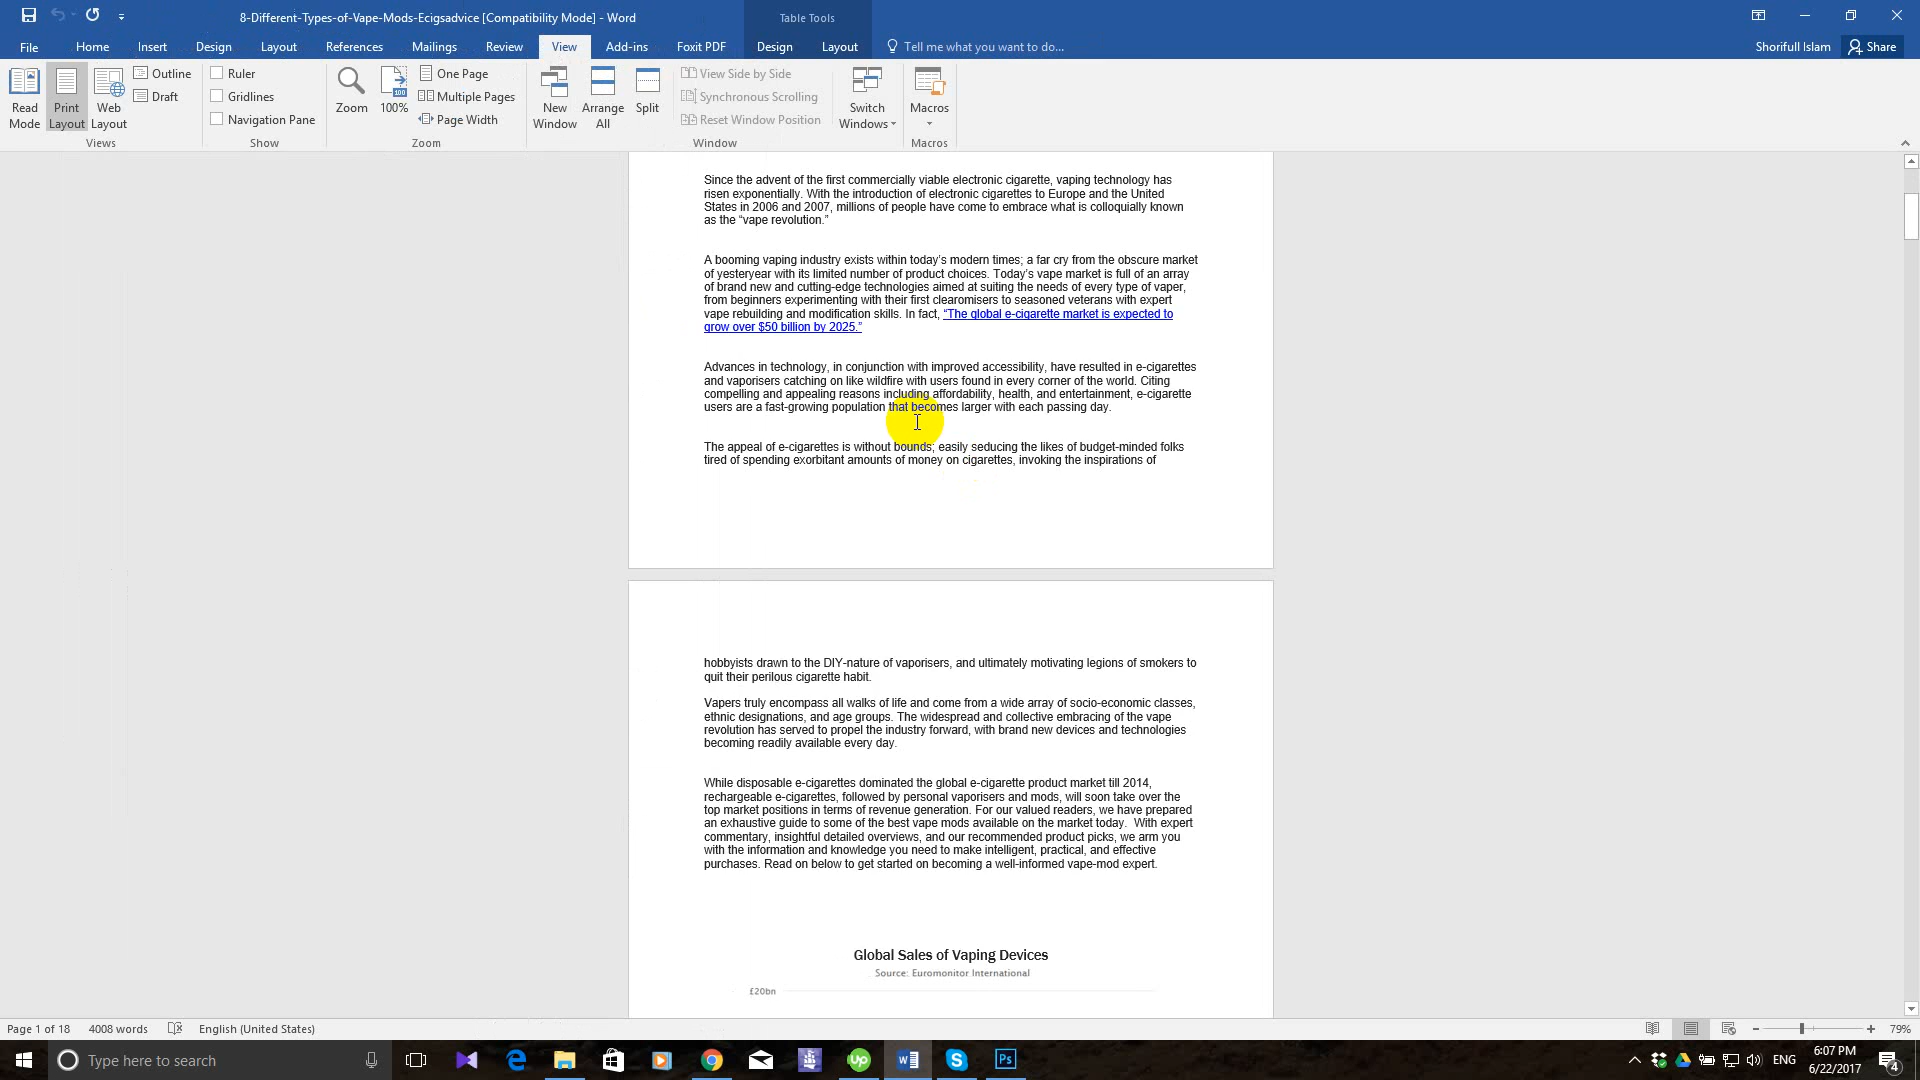 8-Different-Types-of-Vape-Mods-Ecigsadvice [Compatibility Mode] - Word
Table Tools
File
Home
Insert
Design
Layout
References
Mailings
Review
View
Add-ins
Foxit PDF
Design
Layout
Tell me what you want to do...
Shorifull Islam
Share
Read
Mode
Print
Layout
Web
Layout
Outline
Draft
Views
Ruler
Gridlines
Navigation Pane
Show
Zoom
100
100%
One Page
Multiple Pages
Page Width
Zoom
New
Window
Arrange
All
Split
View Side by Side
Synchronous Scrolling
Reset Window Position
Window
Switch
Windows
Macros
Macros
Since the advent of the first commercially viable electronic cigarette, vaping technology has
risen exponentially. With the introduction of electronic cigarettes to Europe and the United
States in 2006 and 2007, millions of people have come to embrace what is colloquially known
as the “vape revolution.”
A booming vaping industry exists within today’s modern times; a far cry from the obscure market
of yesteryear with its limited number of product choices. Today’s vape market is full of an array
of brand new and cutting-edge technologies aimed at suiting the needs of every type of vaper,
from beginners experimenting with their first clearomisers to seasoned veterans with expert
vape rebuilding and modification skills. In fact, “The global e-cigarette market is expected to
grow over $50 billion by 2025.”
Advances in technology, in conjunction with improved accessibility, have resulted in e-cigarettes
and vaporisers catching on like wildfire with users found in every corner of the world. Citing
compelling and appealing reasons including affordability, health, and entertainment, e-cigarette
users are a fast-growing population that becomes larger with each passing day.
The appeal of e-cigarettes is without bounds; easily seducing the likes of budget-minded folks
tired of spending exorbitant amounts of money on cigarettes, invoking the inspirations of
hobbyists drawn to the DIY-nature of vaporisers, and ultimately motivating legions of smokers to
quit their perilous cigarette habit.
Vapers truly encompass all walks of life and come from a wide array of socio-economic classes,
ethnic designations, and age groups. The widespread and collective embracing of the vape
revolution has served to propel the industry forward, with brand new devices and technologies
becoming readily available every day.
While disposable e-cigarettes dominated the global e-cigarette product market till 2014,
rechargeable e-cigarettes, followed by personal vaporisers and mods, will soon take over the
top market positions in terms of revenue generation. For our valued readers, we have prepared
an exhaustive guide to some of the best vape mods available on the market today.  With expert
commentary, insightful detailed overviews, and our recommended product picks, we arm you
with the information and knowledge you need to make intelligent, practical, and effective
purchases. Read on below to get started on becoming a well-informed vape-mod expert.
Global Sales of Vaping Devices
Source: Euromonitor International
£20bn
Page 1 of 18
4008 words
English (United States)
79%
Type here to search
up
Ps
ENG
6:07 PM
6/22/2017
4